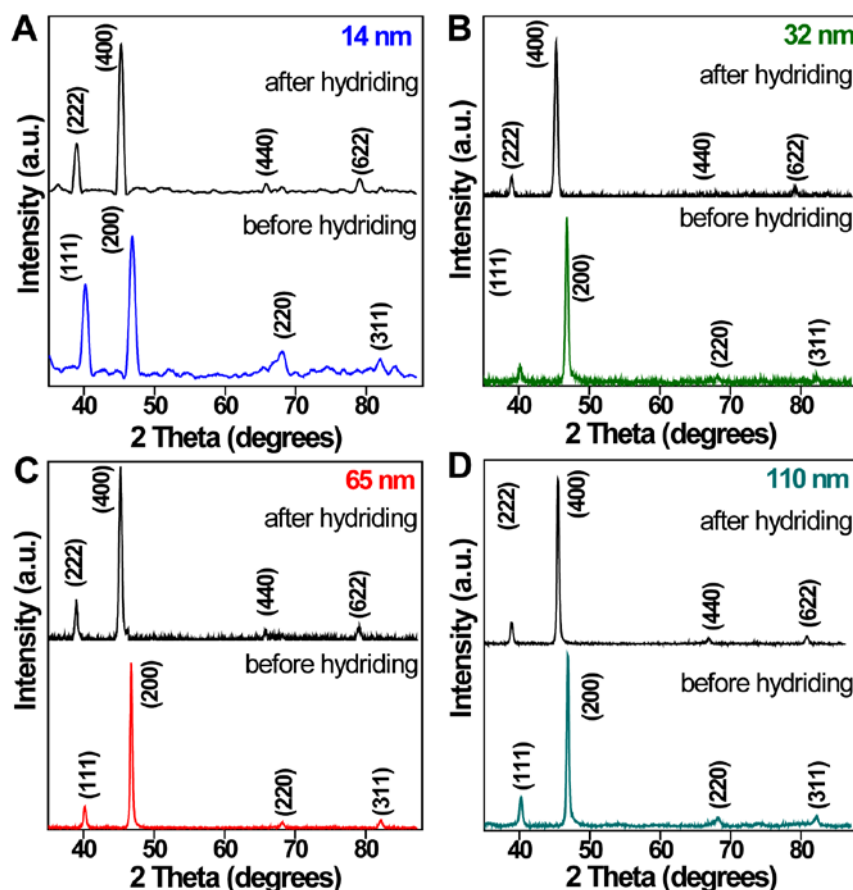 A
14 nm
(222)
(400)
after hydriding
(440)
(622)
before hydriding
(111)
(200)
(220)
(311)
Intensity (a.u.)
40 50 60 70 80
2 Theta (degrees)
B
32 nm
(222)
(400)
after hydriding
(440)
(622)
before hydriding
(111)
(200)
(220)
(311)
Intensity (a.u.)
40 50 60 70 80
2 Theta (degrees)
C
65 nm
(222)
(400)
after hydriding
(440)
(622)
before hydriding
(111)
(200)
(220)
(311)
Intensity (a.u.)
40 50 60 70 80
2 Theta (degrees)
D
110 nm
(222)
(400)
after hydriding
(440)
(622)
before hydriding
(111)
(200)
(220)
(311)
Intensity (a.u.)
40 50 60 70 80
2 Theta (degrees)